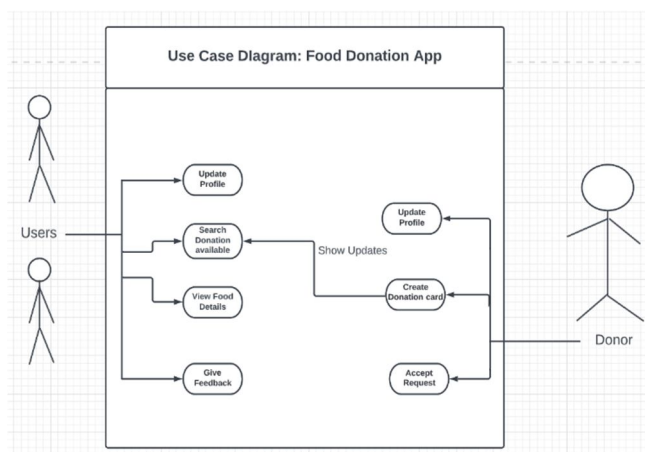 Use Case DIagram: Food Donation App
Update
Profile
Users
Search
Donation
available
Update
Profile
Show Updates
View Food
Details
Create
Donation card
Donor
Give
Feedback
Accept
Request